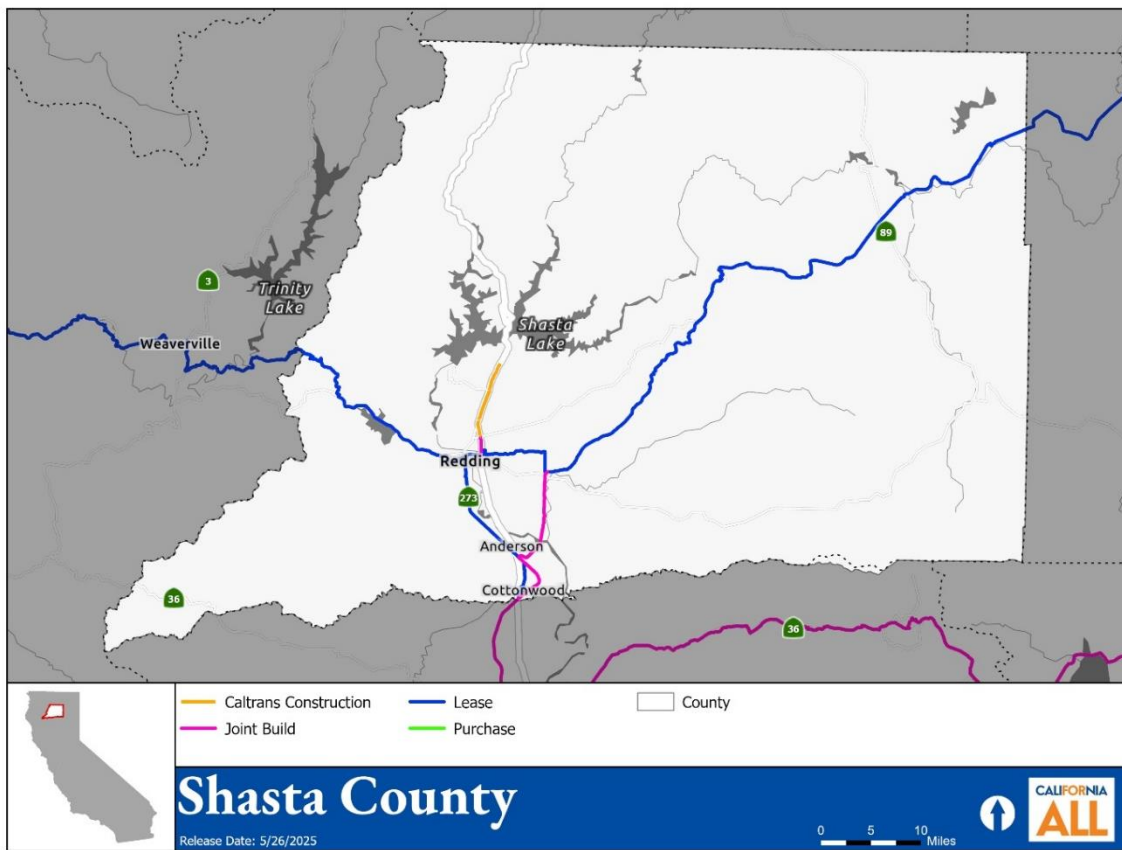 89
3
Trinity
Lake
Shasta
Lake
Weaverville
Redding
273
Anderson
Cottonwood
36
36
Caltrans Construction
Lease
County
Joint Build
Purchase
Shasta County
Release Date: 5/26/2025
0 5 10
Miles
CALIFORNIA
ALL